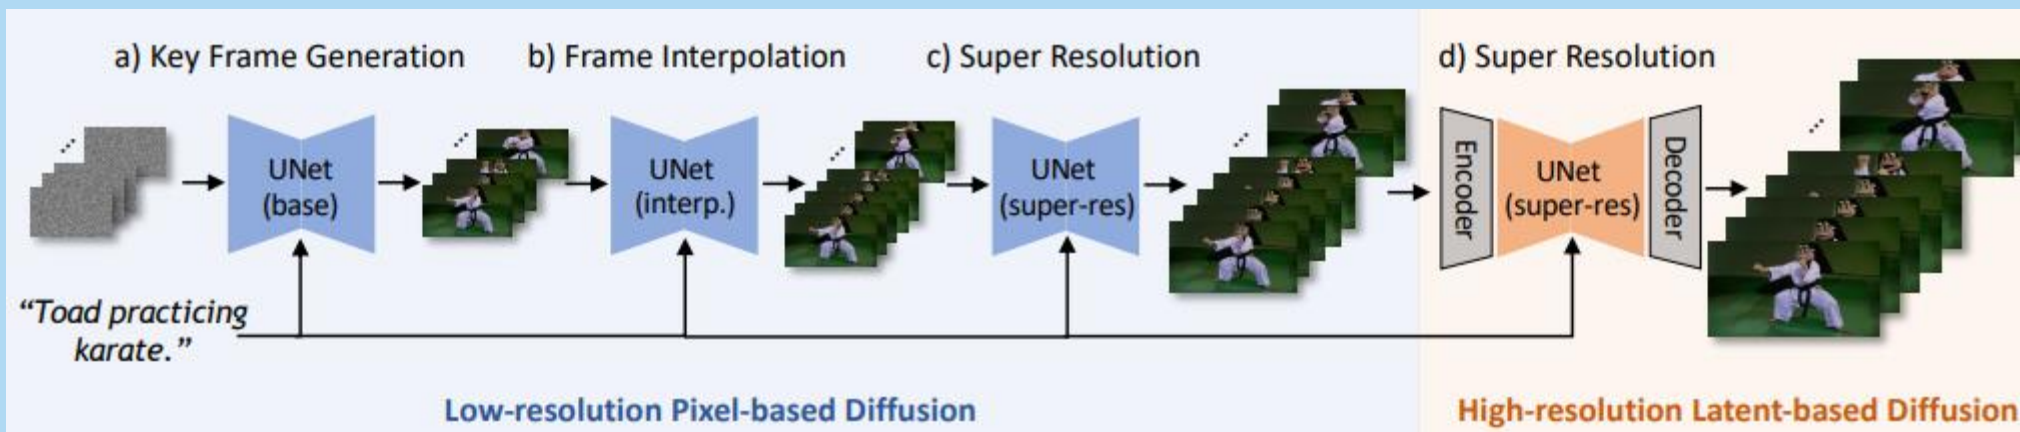 a) Key Frame Generation
b) Frame Interpolation
c) Super Resolution
d) Super Resolution
UNet
(base)
UNet
(interp.)
UNet
(super-res)
Encoder
UNet
(super-res)
Decoder
“Toad practicing
karate.”
Low-resolution Pixel-based Diffusion
High-resolution Latent-based Diffusion